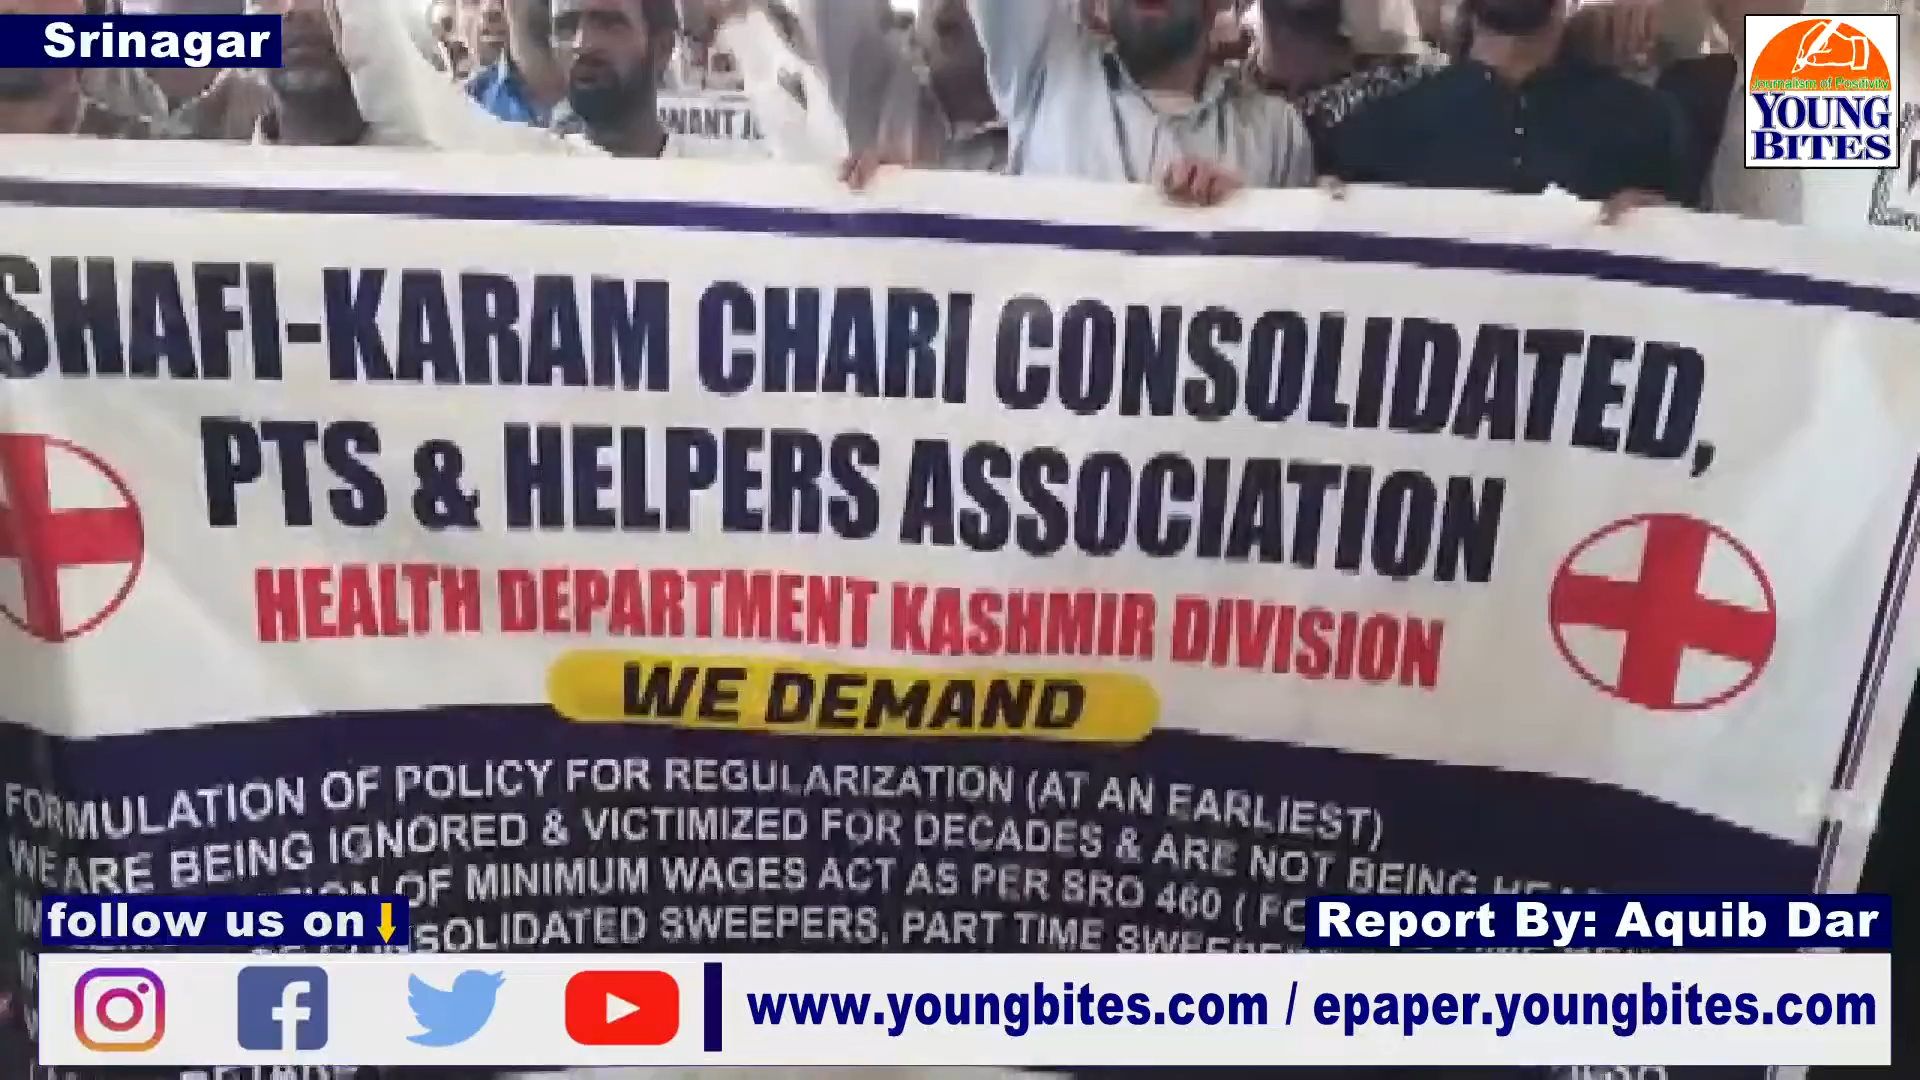 Srinagar
Journalism of Positivity
YOUNG
BITES
WANT
SHAFI-KARAM CHARI CONSOLIDATED,
PTS & HELPERS ASSOCIATION
HEALTH DEPARTMENT KASHMIR DIVISION
WE DEMAND
FORMULATION OF POLICY FOR REGULARIZATION (AT AN EARLIEST)
WE ARE BEING IGNORED & VICTIMIZED FOR DECADES & ARE NOT BEING
OF MINIMUM WAGES ACT AS PER SRO 460 (
SWEEPERS, PART TIME
follow us on
Report By: Aquib Dar
www.youngbites.com / epaper.youngbites.com